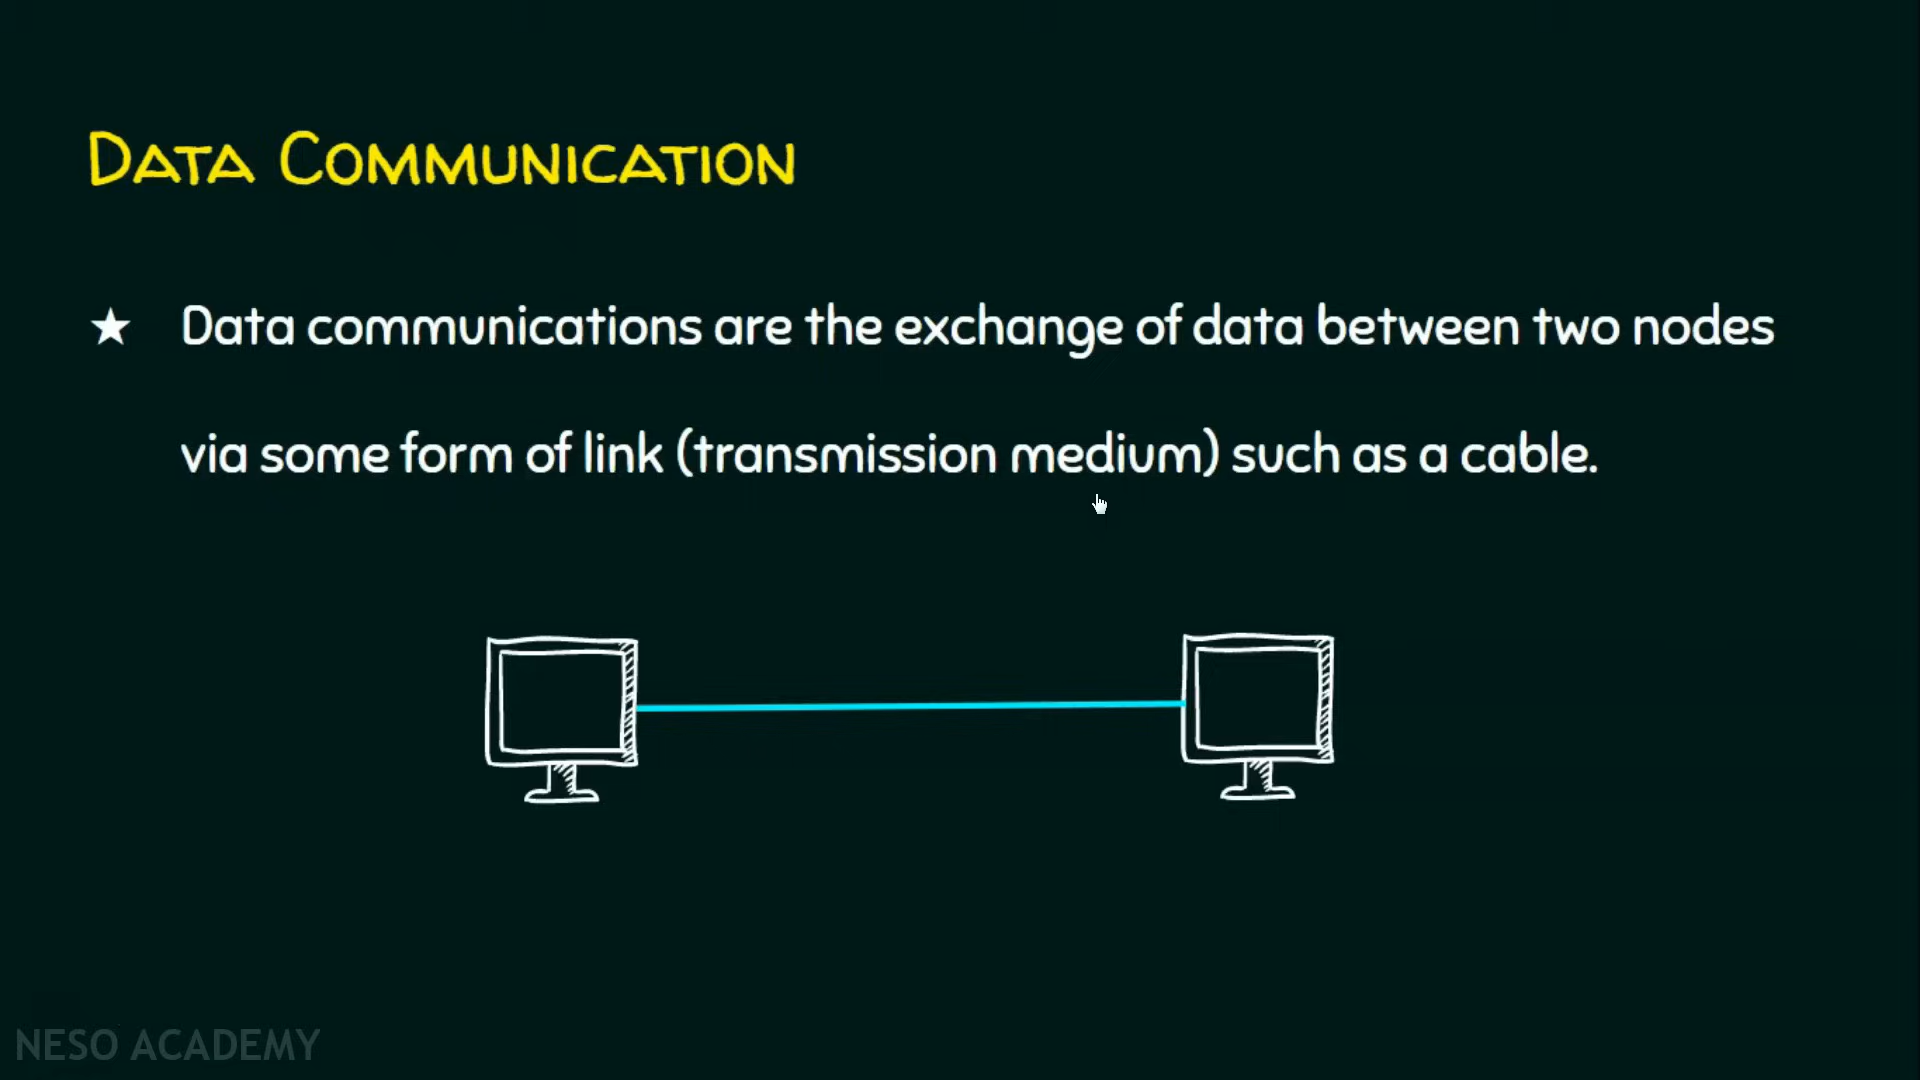 DATA COMMUNICATION
★ Data communications are the exchange of data between two nodes
via some form of link (transmission medium) such as a cable.
NESO ACADEMY